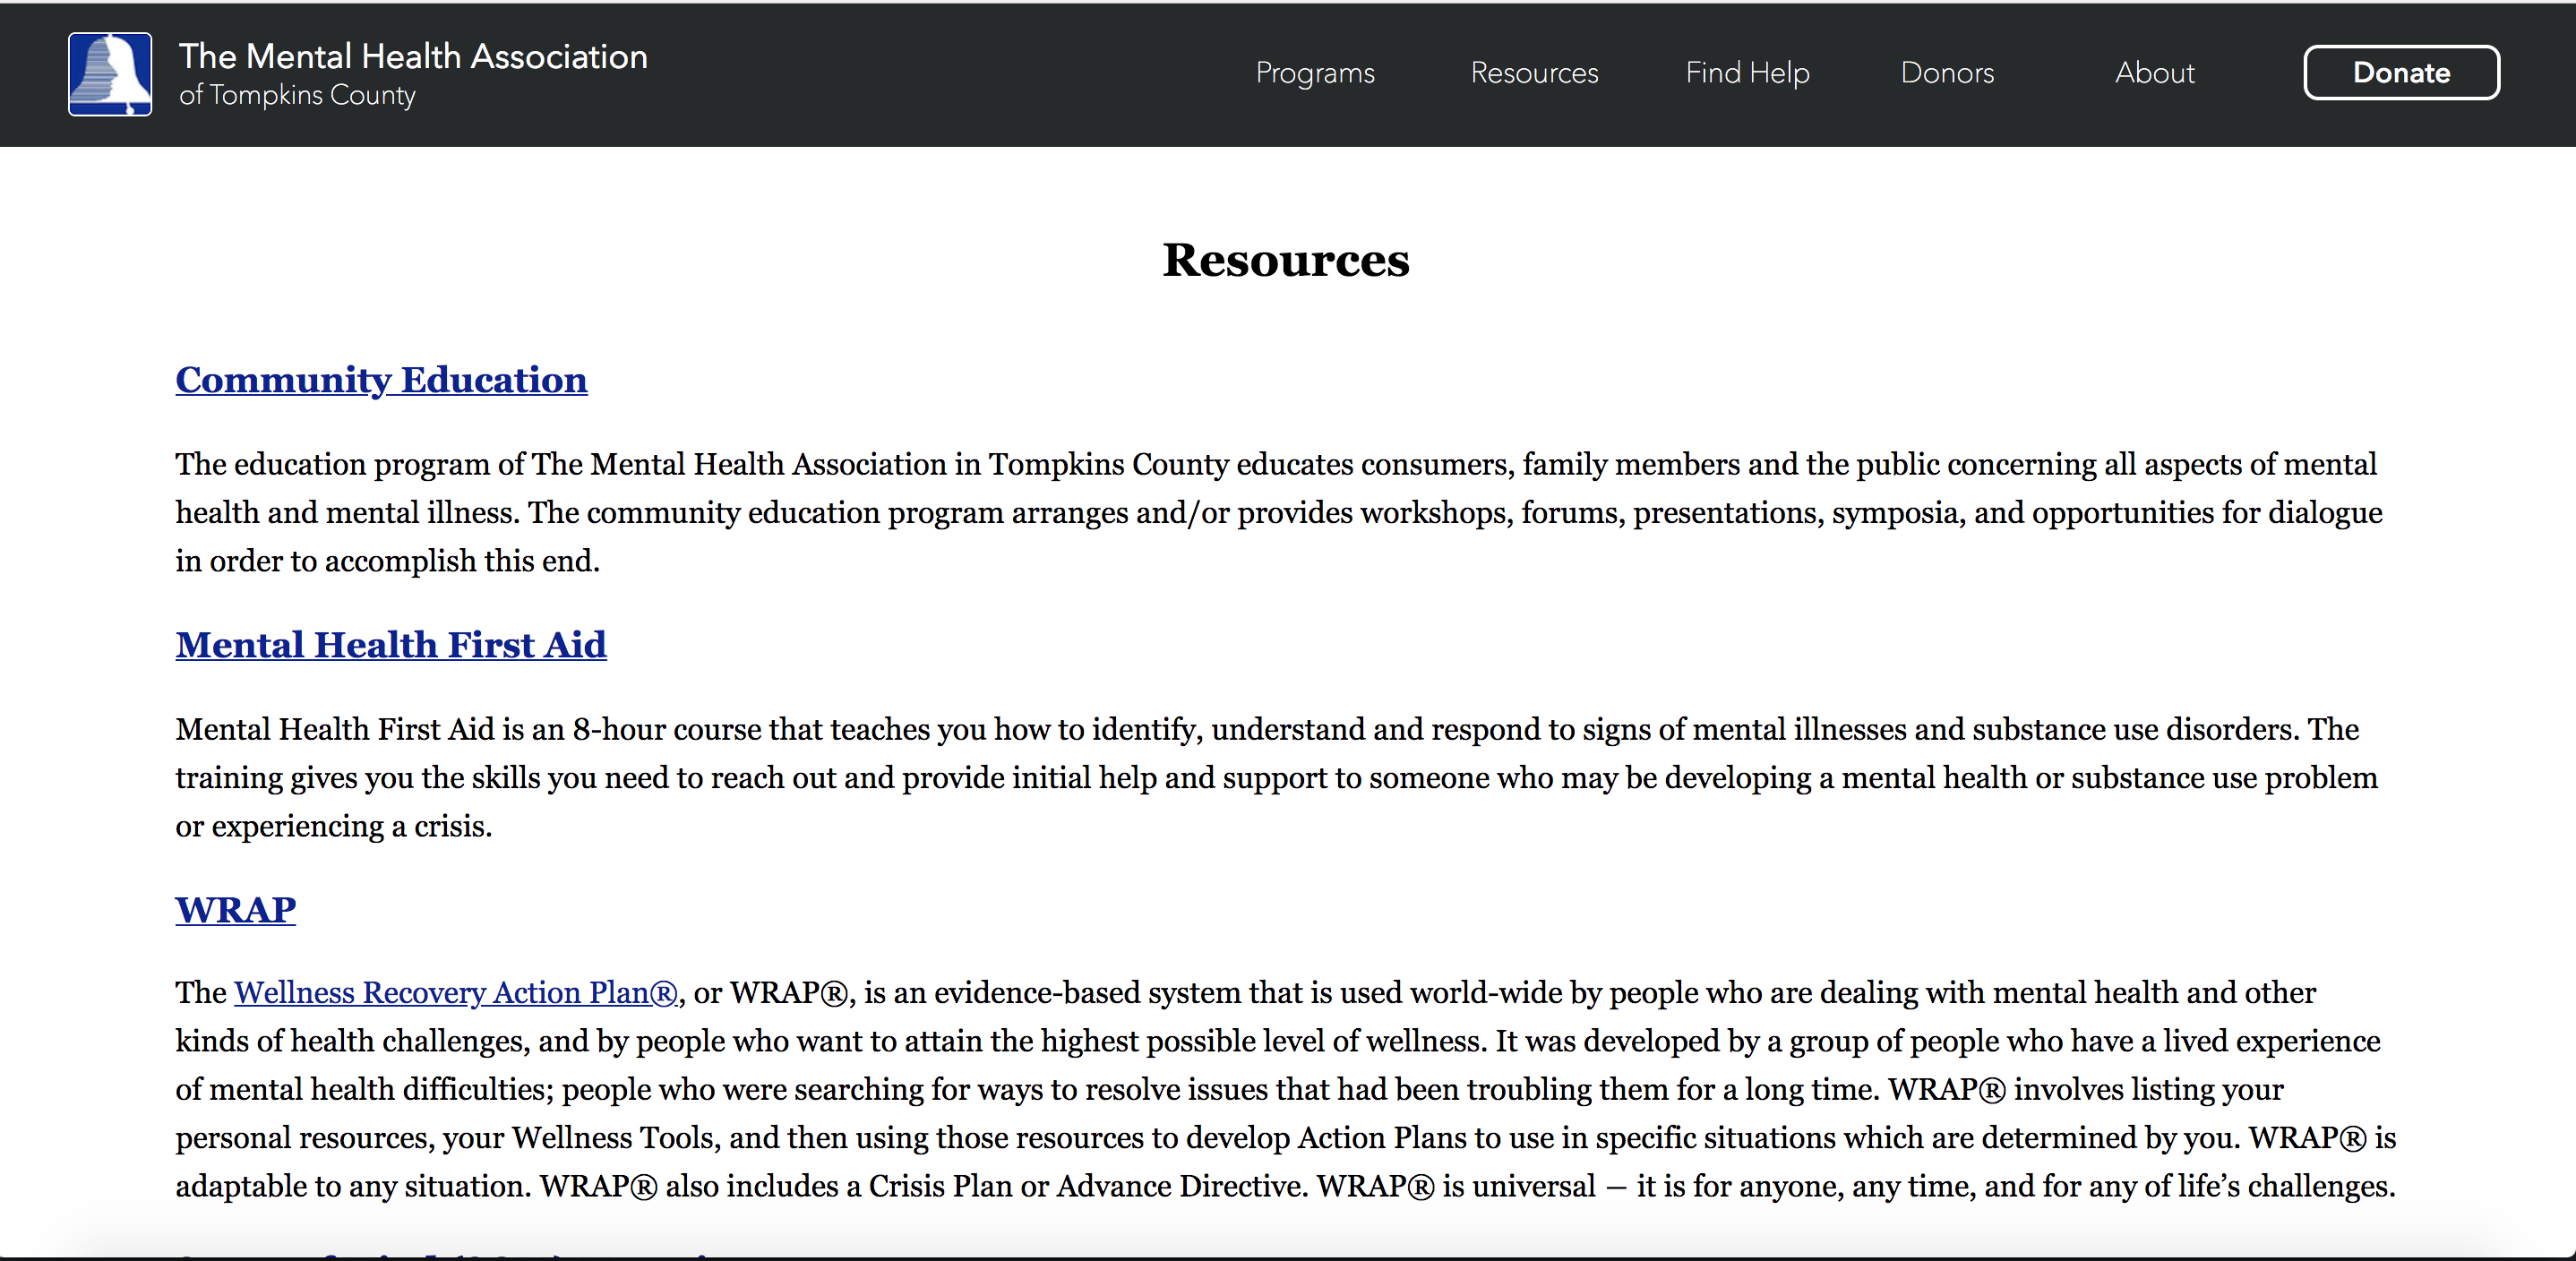 The Mental Health Association
of Tompkins County
Programs
Resources
Find Help
Donors
About
Donate
Resources
Community Education
The education program of The Mental Health Association in Tompkins County educates consumers, family members and the public concerning all aspects of mental
health and mental illness. The community education program arranges and/or provides workshops, forums, presentations, symposia, and opportunities for dialogue
in order to accomplish this end.
Mental Health First Aid
Mental Health First Aid is an 8-hour course that teaches you how to identify, understand and respond to signs of mental illnesses and substance use disorders. The
training gives you the skills you need to reach out and provide initial help and support to someone who may be developing a mental health or substance use problem
or experiencing a crisis.
WRAP
The Wellness Recovery Action Plan®, or WRAP®, is an evidence-based system that is used world-wide by people who are dealing with mental health and other
kinds of health challenges, and by people who want to attain the highest possible level of wellness. It was developed by a group of people who have a lived experience
of mental health difficulties; people who were searching for ways to resolve issues that had been troubling them for a long time. WRAP® involves listing your
personal resources, your Wellness Tools, and then using those resources to develop Action Plans to use in specific situations which are determined by you. WRAP® is
adaptable to any situation. WRAP® also includes a Crisis Plan or Advance Directive. WRAP® is universal — it is for anyone, any time, and for any of life’s challenges.